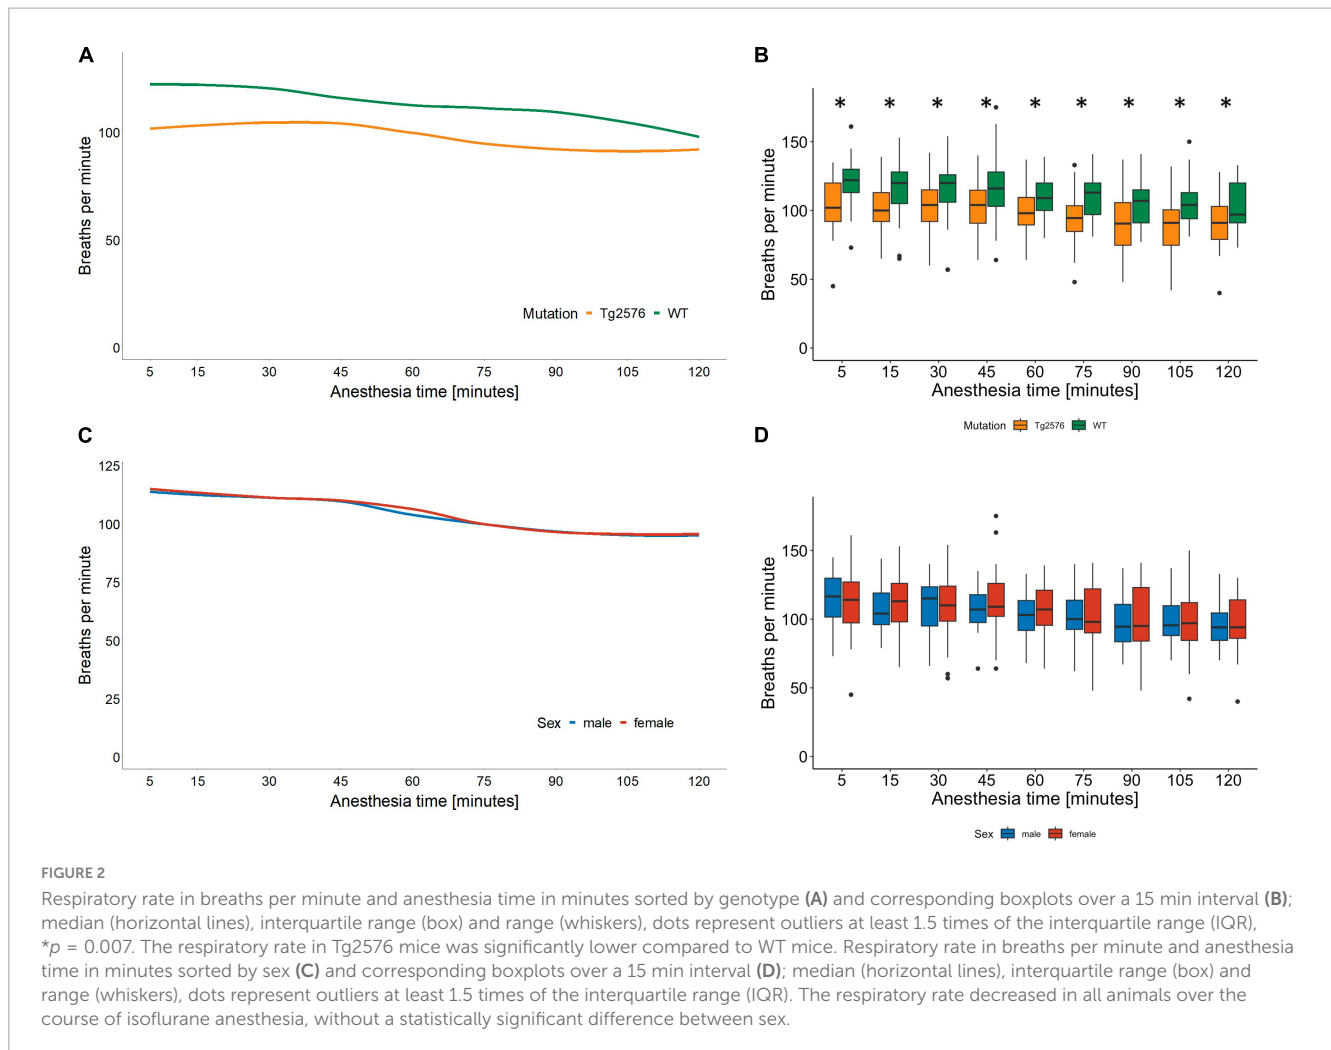 A
Breaths per minute
100
50
0
Mutation Tg2576 WT
5 15 30 45 60 75 90 105 120
Anesthesia time [minutes]
B
* * * * * * * * *
Breaths per minute
150
100
50
0
5 15 30 45 60 75 90 105 120
Anesthesia time [minutes]
Mutation Tg2576 WT
C
Breaths per minute
125
100
75
50
25
0
Sex male female
5 15 30 45 60 75 90 105 120
Anesthesia time [minutes]
D
Breaths per minute
150
100
50
0
5 15 30 45 60 75 90 105 120
Anesthesia time [minutes]
Sex male female
FIGURE 2
Respiratory rate in breaths per minute and anesthesia time in minutes sorted by genotype (A) and corresponding boxplots over a 15 min interval (B);
median (horizontal lines), interquartile range (box) and range (whiskers), dots represent outliers at least 1.5 times of the interquartile range (IQR),
*p = 0.007. The respiratory rate in Tg2576 mice was significantly lower compared to WT mice. Respiratory rate in breaths per minute and anesthesia
time in minutes sorted by sex (C) and corresponding boxplots over a 15 min interval (D); median (horizontal lines), interquartile range (box) and
range (whiskers), dots represent outliers at least 1.5 times of the interquartile range (IQR). The respiratory rate decreased in all animals over the
course of isoflurane anesthesia, without a statistically significant difference between sex.